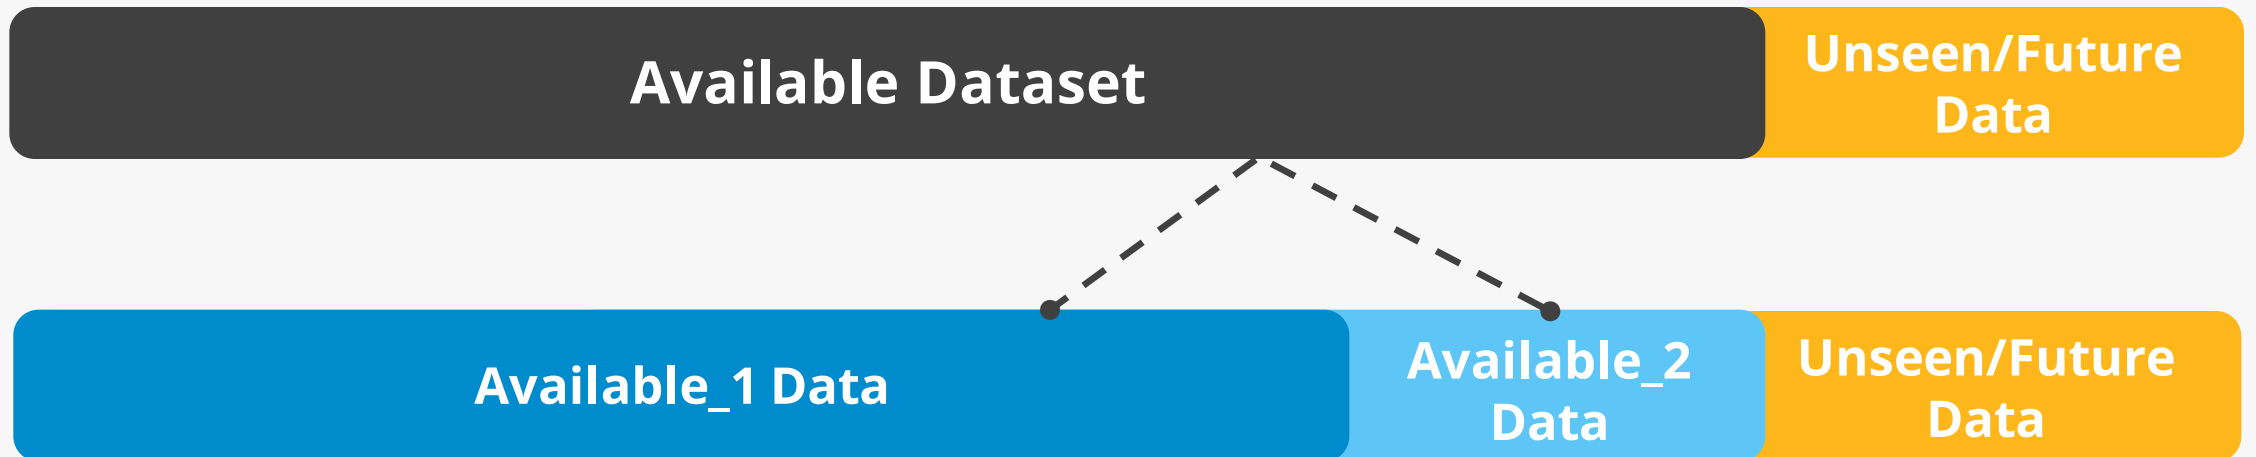 Available Dataset
Unseen/Future
Data
Available_1 Data
Available_2
Data
Unseen/Future
Data